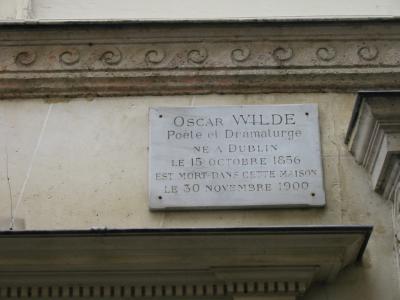 OSCAR WILDE
Poète et Dramaturge
NÉ A DUBLIN
LE 15 OCTOBRE 1856
EST MORT DANS CETTE MAISON
LE 30 NOVEMBRE 1900